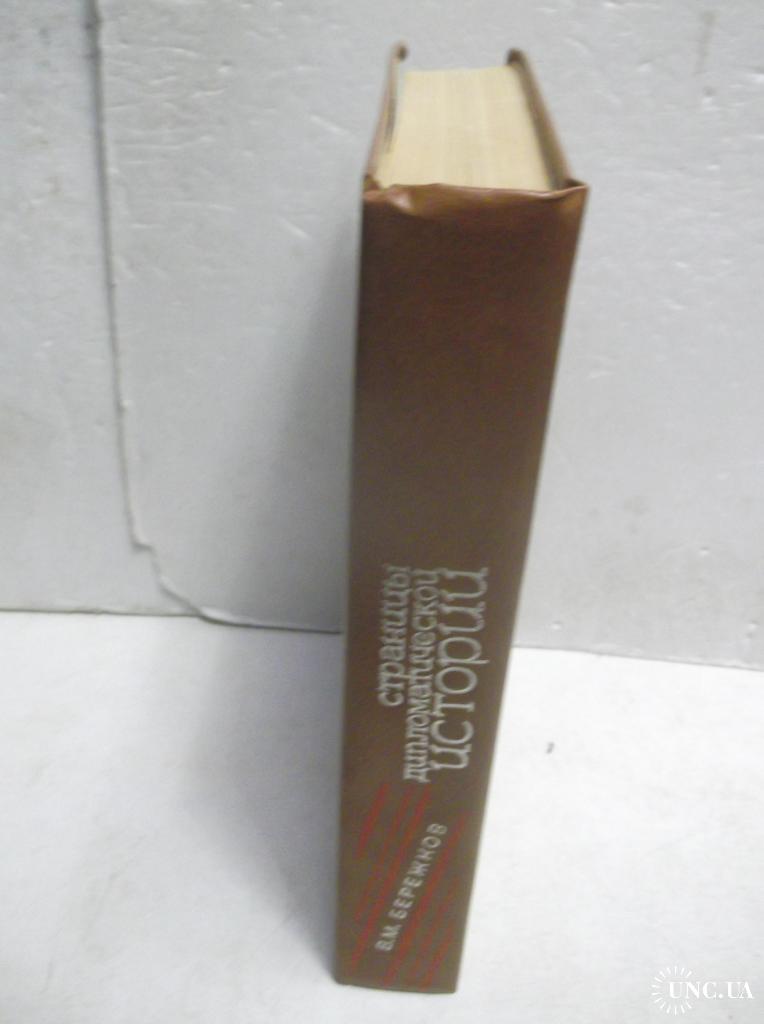 страницы
дипломатической
истории
В.М. БЕРЕЖКОВ
UNC.UA